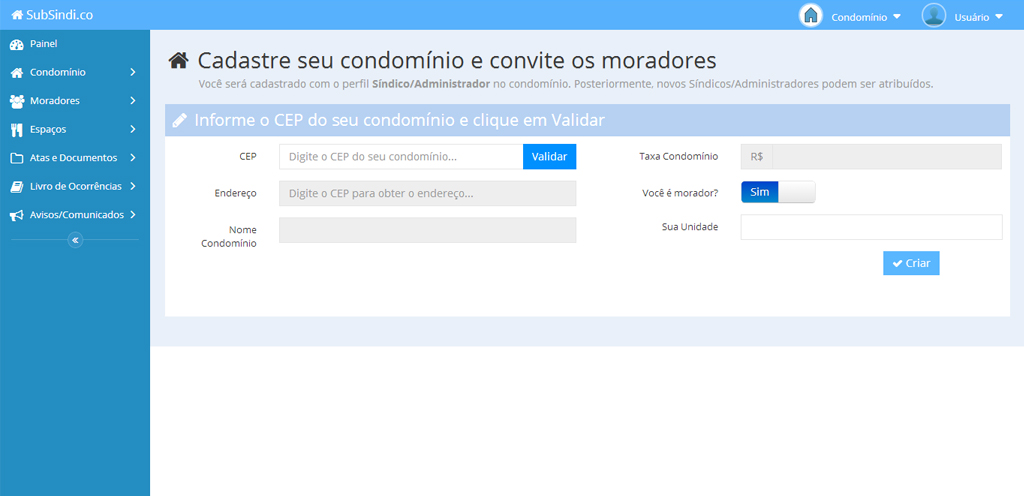 SubSindi.co
Condomínio
Usuário
Painel
Condomínio
Moradores
Espaços
Atas e Documentos
Livro de Ocorrências
Avisos/Comunicados
Cadastre seu condomínio e convite os moradores
Você será cadastrado com o perfil Síndico/Administrador no condomínio. Posteriormente, novos Síndicos/Administradores podem ser atribuídos.
Informe o CEP do seu condomínio e clique em Validar
CEP
Digite o CEP do seu condomínio...
Validar
Endereço
Digite o CEP para obter o endereço...
Nome
Condomínio
Taxa Condomínio
R$
Você é morador?
Sim
Sua Unidade
Criar